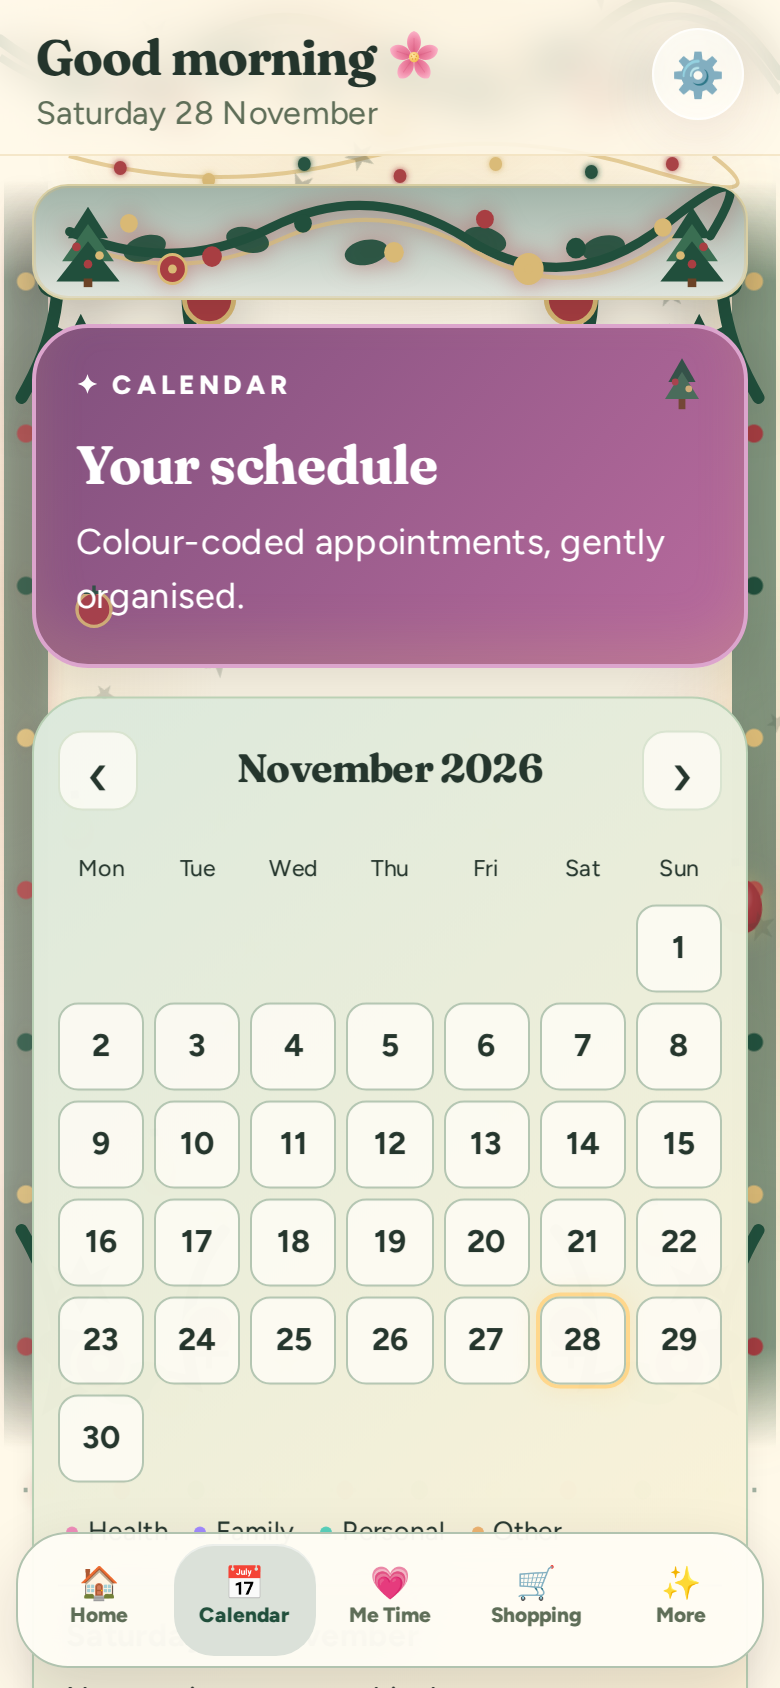 Good morning 🌸
Saturday 28 November
✦ CALENDAR
Your schedule
Colour-coded appointments, gently
organised.
‹ November 2026 ›
Mon Tue Wed Thu Fri Sat Sun
1
2 3 4 5 6 7 8
9 10 11 12 13 14 15
16 17 18 19 20 21 22
23 24 25 26 27 28 29
30
Health Family Personal Other
Home Calendar Me Time Shopping More